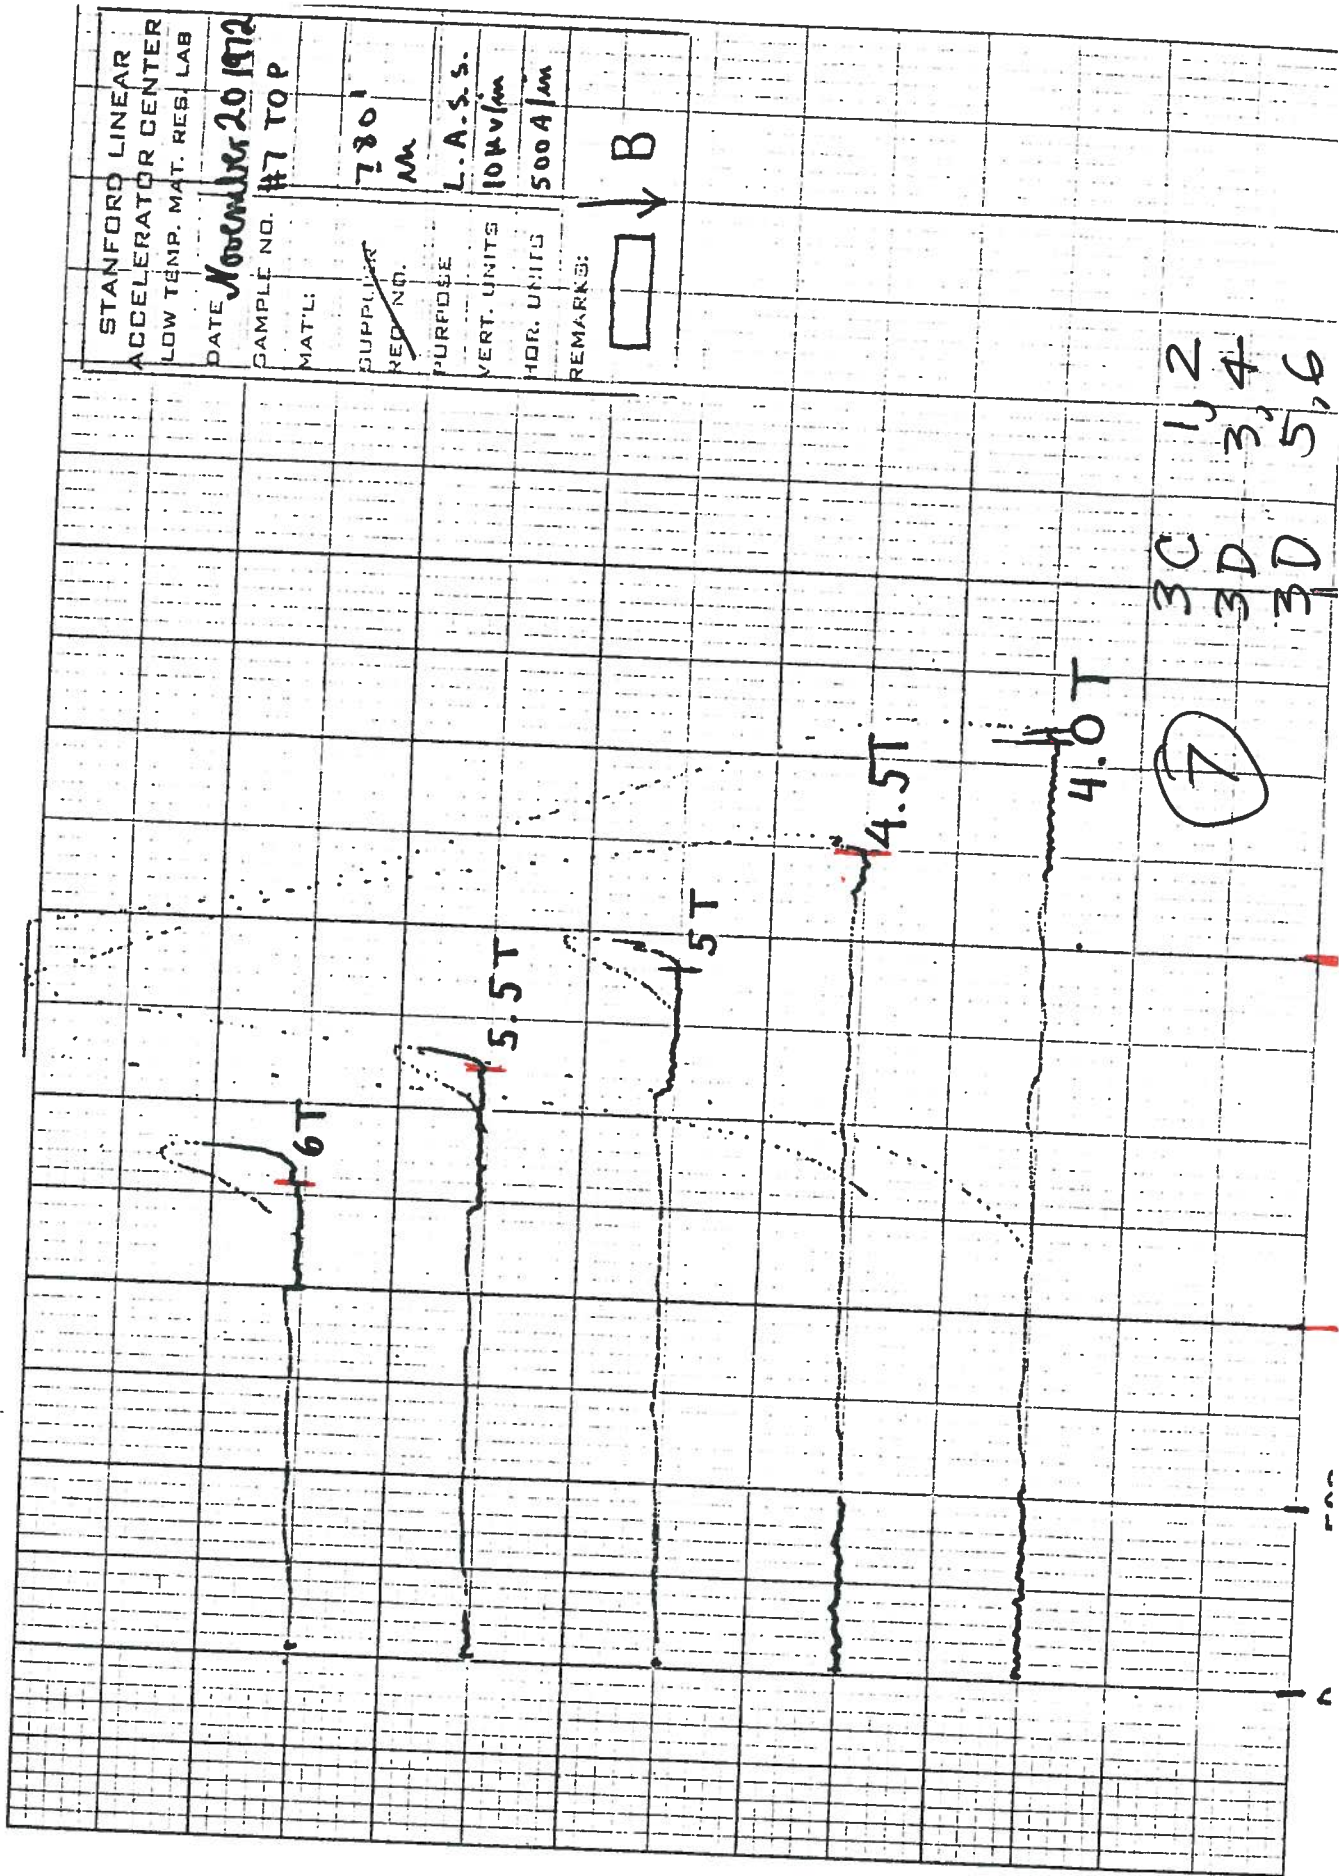 STANFORD LINEAR
ACCELERATOR CENTER
LOW TEMP. MAT. RES. LAB
DATE November 20 1972
SAMPLE NO. #7 TOP
MAT'L:
SUPPLIER 7801
REQ. NO.
PURPOSE L.A.S.S.
VERT. UNITS 10μV/in
HOR. UNITS 500A/in
REMARKS:
B
6T
5.5T
5T
4.5T
4.0T
7
3C 1,2
3D 3,4
3D 5,6